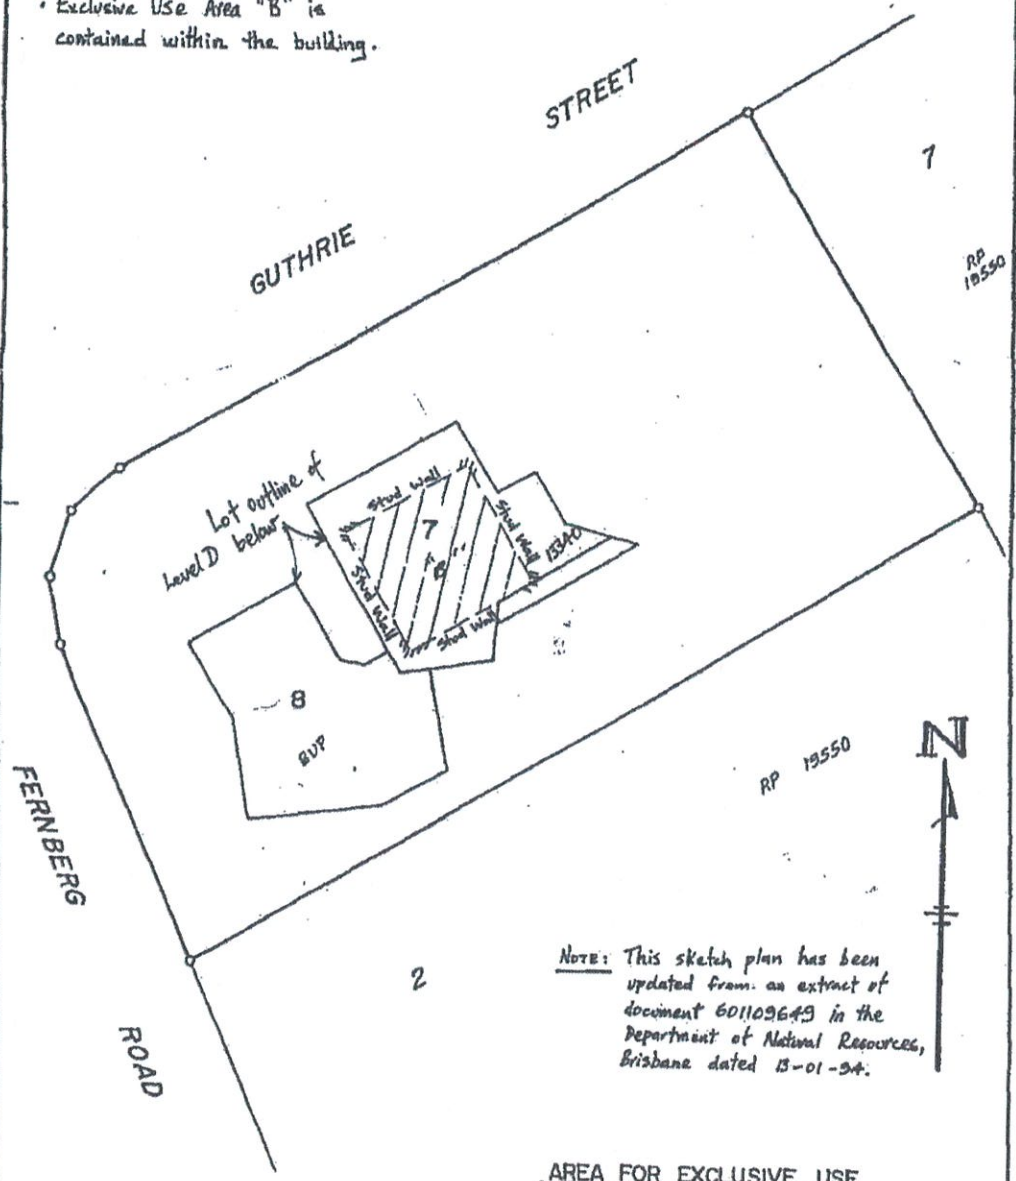 • Exclusive Use Area "B" is
contained within the building.
STREET
GUTHRIE
1
RP
19550
Lot outline of
Level D below
Stud Wall
7
"B"
Stud Wall
13340
Stud Wall
Stud Wall
8
BUP
RP 19550
N
FERNBERG
ROAD
2
NOTE: This sketch plan has been
updated from an extract of
document 601109649 in the
Department of Natural Resources,
Brisbane dated 13-01-94.
AREA FOR EXCLUSIVE USE